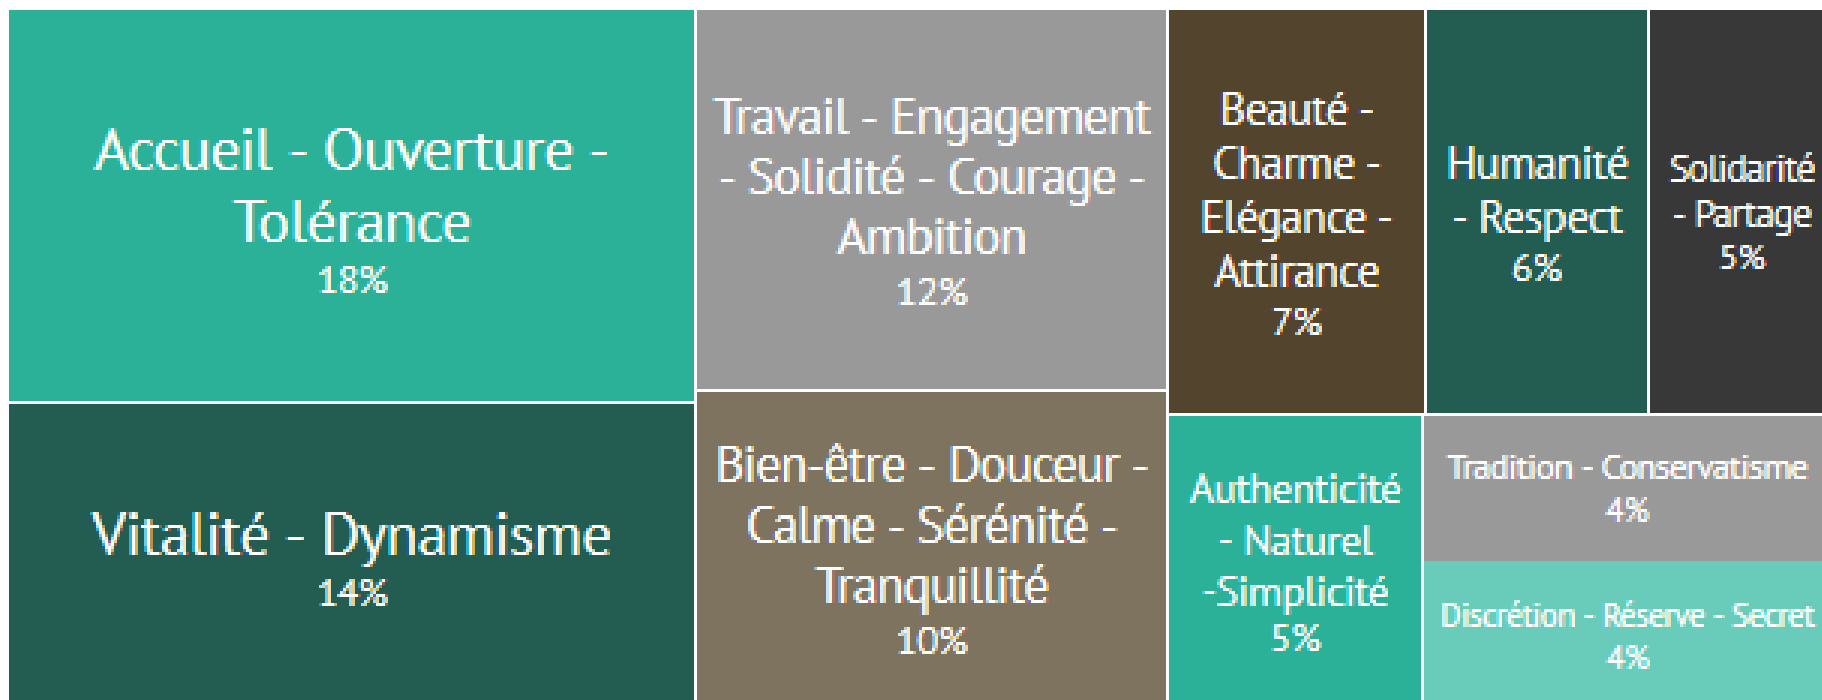 Accueil - Ouverture -
Tolérance
18%
Vitalité - Dynamisme
14%
Travail - Engagement
- Solidité - Courage -
Ambition
12%
Bien-être - Douceur -
Calme - Sérénité -
Tranquillité
10%
Beauté -
Charme -
Elégance -
Attirance
7%
Humanité
- Respect
6%
Solidarité
- Partage
5%
Authenticité
- Naturel
-Simplicité
5%
Tradition - Conservatisme
4%
Discrétion - Réserve - Secret
4%